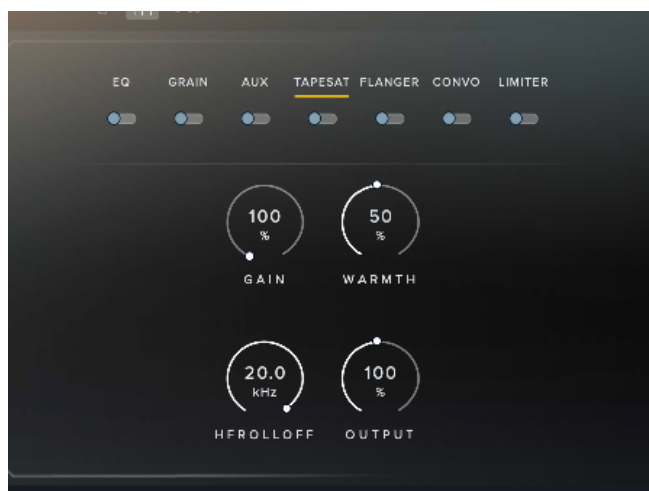 EQ GRAIN AUX TAPESAT FLANGER CONVO LIMITER
100 50
% %
GAIN WARMTH
20.0 100
kHz %
HFROLLOFF OUTPUT